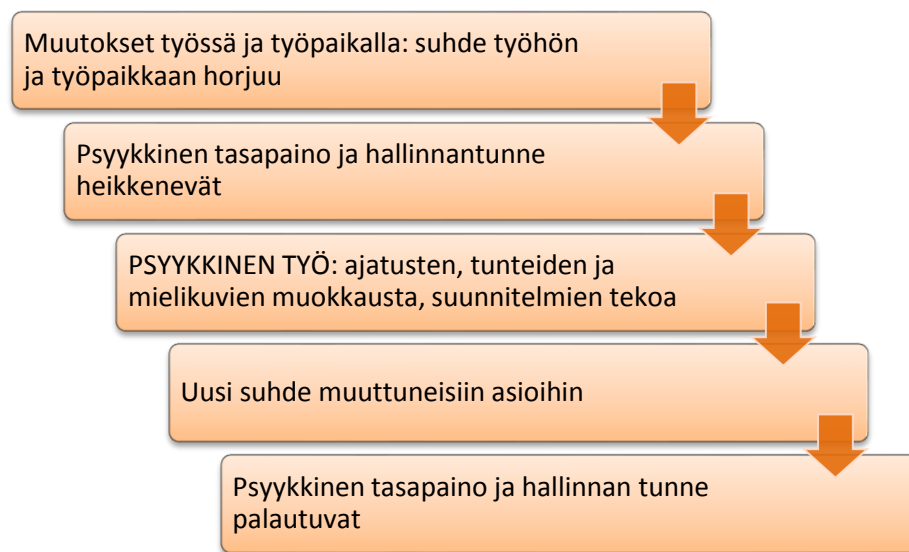 Muutokset työssä ja työpaikalla: suhde työhön
ja työpaikkaan horjuu
Psyykkinen tasapaino ja hallinnantunne
heikkenevät
PSYYKKINEN TYÖ: ajatusten, tunteiden ja
mielikuvien muokkausta, suunnitelmien tekoa
Uusi suhde muuttuneisiin asioihin
Psyykkinen tasapaino ja hallinnan tunne
palautuvat